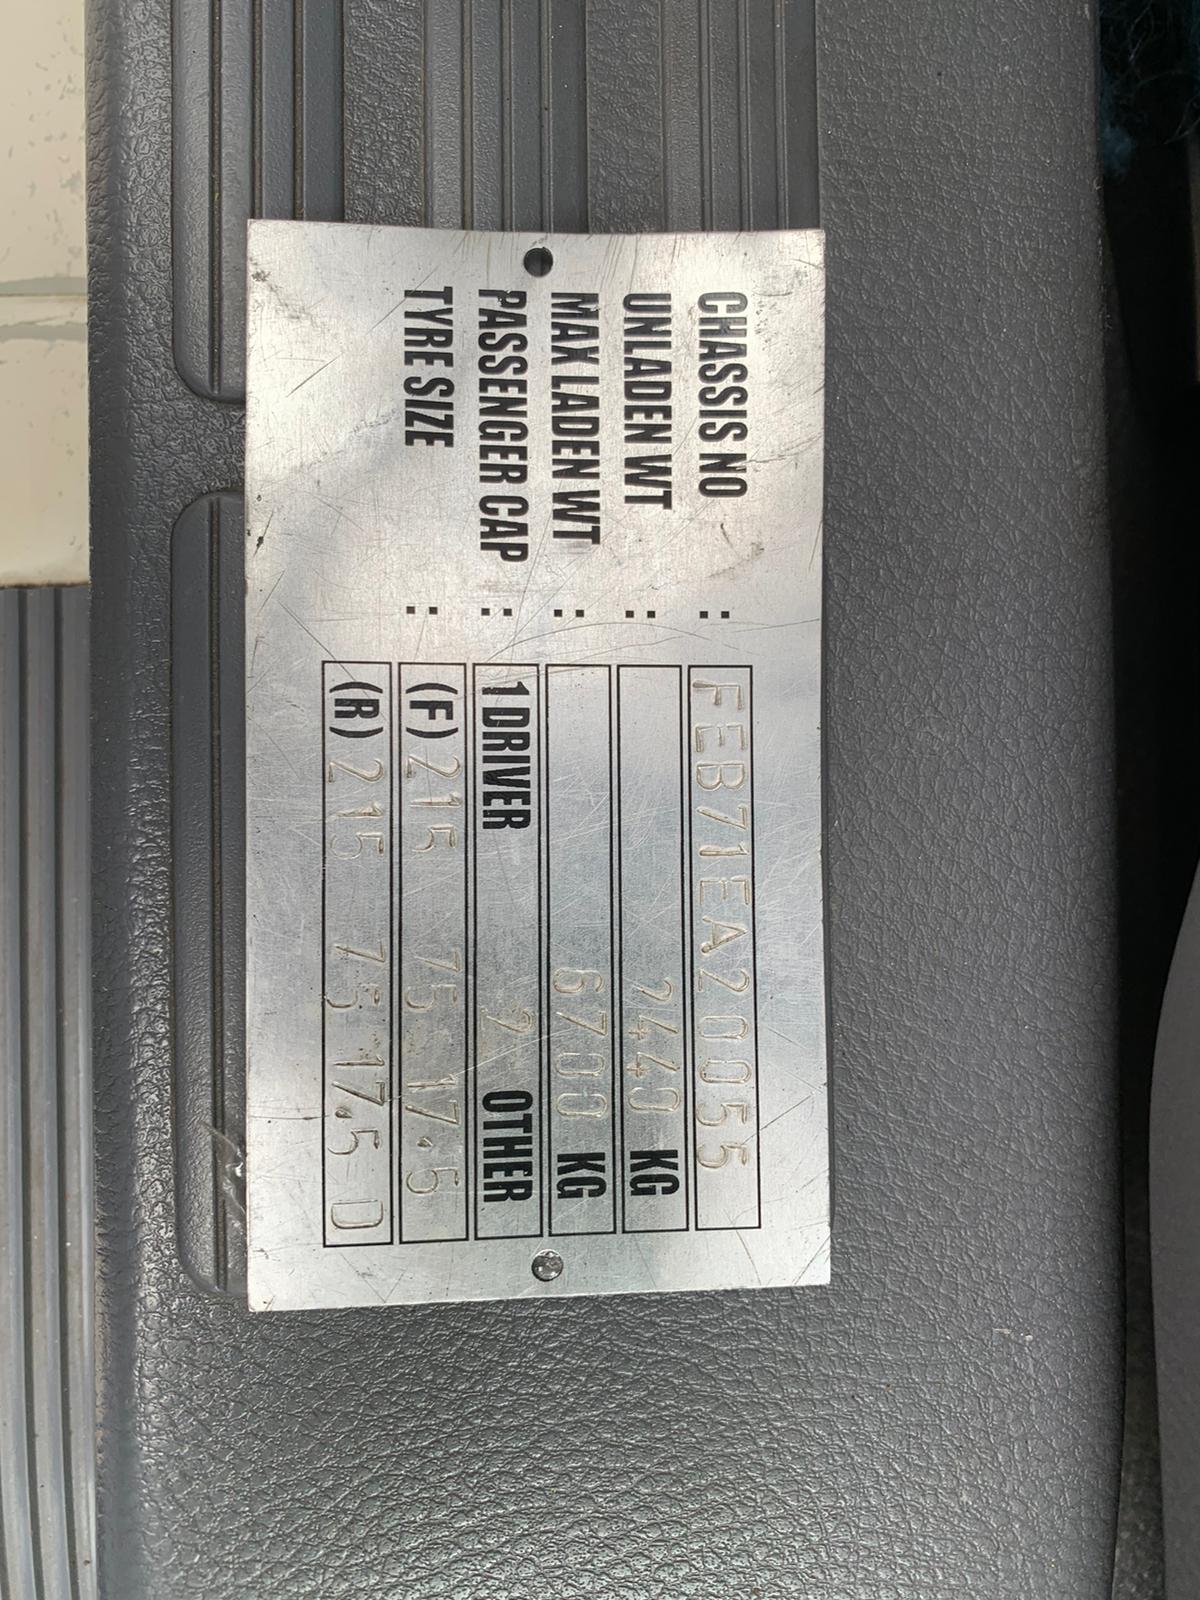 CHASSIS NO : FEB71EA20055
UNLADEN WT : 2440 KG
MAX LADEN WT : 6700 KG
PASSENGER CAP : 1 DRIVER 2 OTHER
TYRE SIZE : (F) 215 75 17.5
(R) 215 75 17.5 D